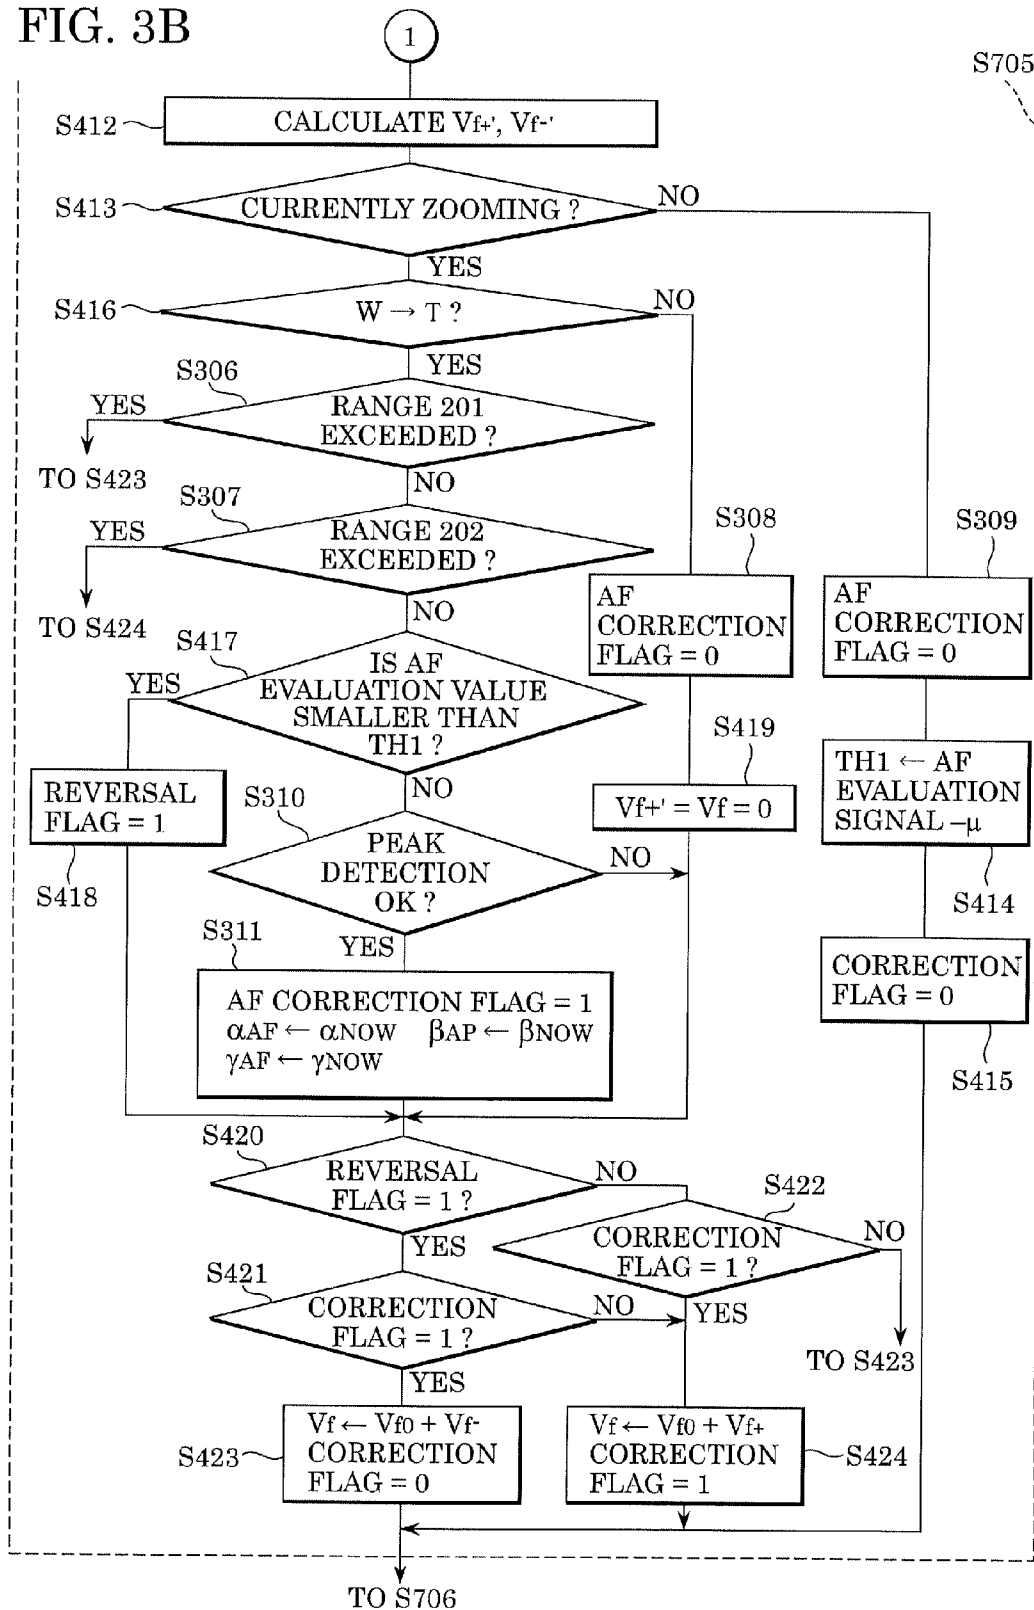 FIG. 3B
1
S705
S412
CALCULATE Vf+', Vf-'
S413
CURRENTLY ZOOMING ?
NO
YES
S416
W → T ?
NO
YES
S306
YES
RANGE 201
EXCEEDED ?
TO S423
NO
S307
YES
RANGE 202
EXCEEDED ?
TO S424
NO
S308
AF
CORRECTION
FLAG = 0
S309
AF
CORRECTION
FLAG = 0
S417
YES
IS AF
EVALUATION VALUE
SMALLER THAN
TH1 ?
NO
REVERSAL
FLAG = 1
S418
S419
Vf+' = Vf = 0
TH1 ← AF
EVALUATION
SIGNAL –μ
S414
S310
PEAK
DETECTION
OK ?
NO
YES
S311
AF CORRECTION FLAG = 1
αAF ← αNOW βAP ← βNOW
γAF ← γNOW
CORRECTION
FLAG = 0
S415
S420
REVERSAL
FLAG = 1 ?
NO
YES
S422
CORRECTION
FLAG = 1 ?
NO
YES
TO S423
S421
CORRECTION
FLAG = 1 ?
NO
YES
S423
Vf ← Vf0 + Vf-
CORRECTION
FLAG = 0
Vf ← Vf0 + Vf+
CORRECTION
FLAG = 1
S424
TO S706